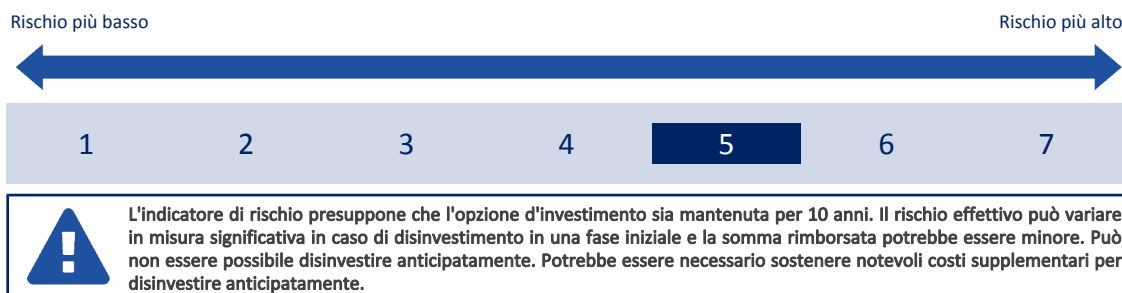 Rischio più basso Rischio più alto
1 2 3 4 5 6 7
L'indicatore di rischio presuppone che l'opzione d'investimento sia mantenuta per 10 anni. Il rischio effettivo può variare
in misura significativa in caso di disinvestimento in una fase iniziale e la somma rimborsata potrebbe essere minore. Può
non essere possibile disinvestire anticipatamente. Potrebbe essere necessario sostenere notevoli costi supplementari per
disinvestire anticipatamente.